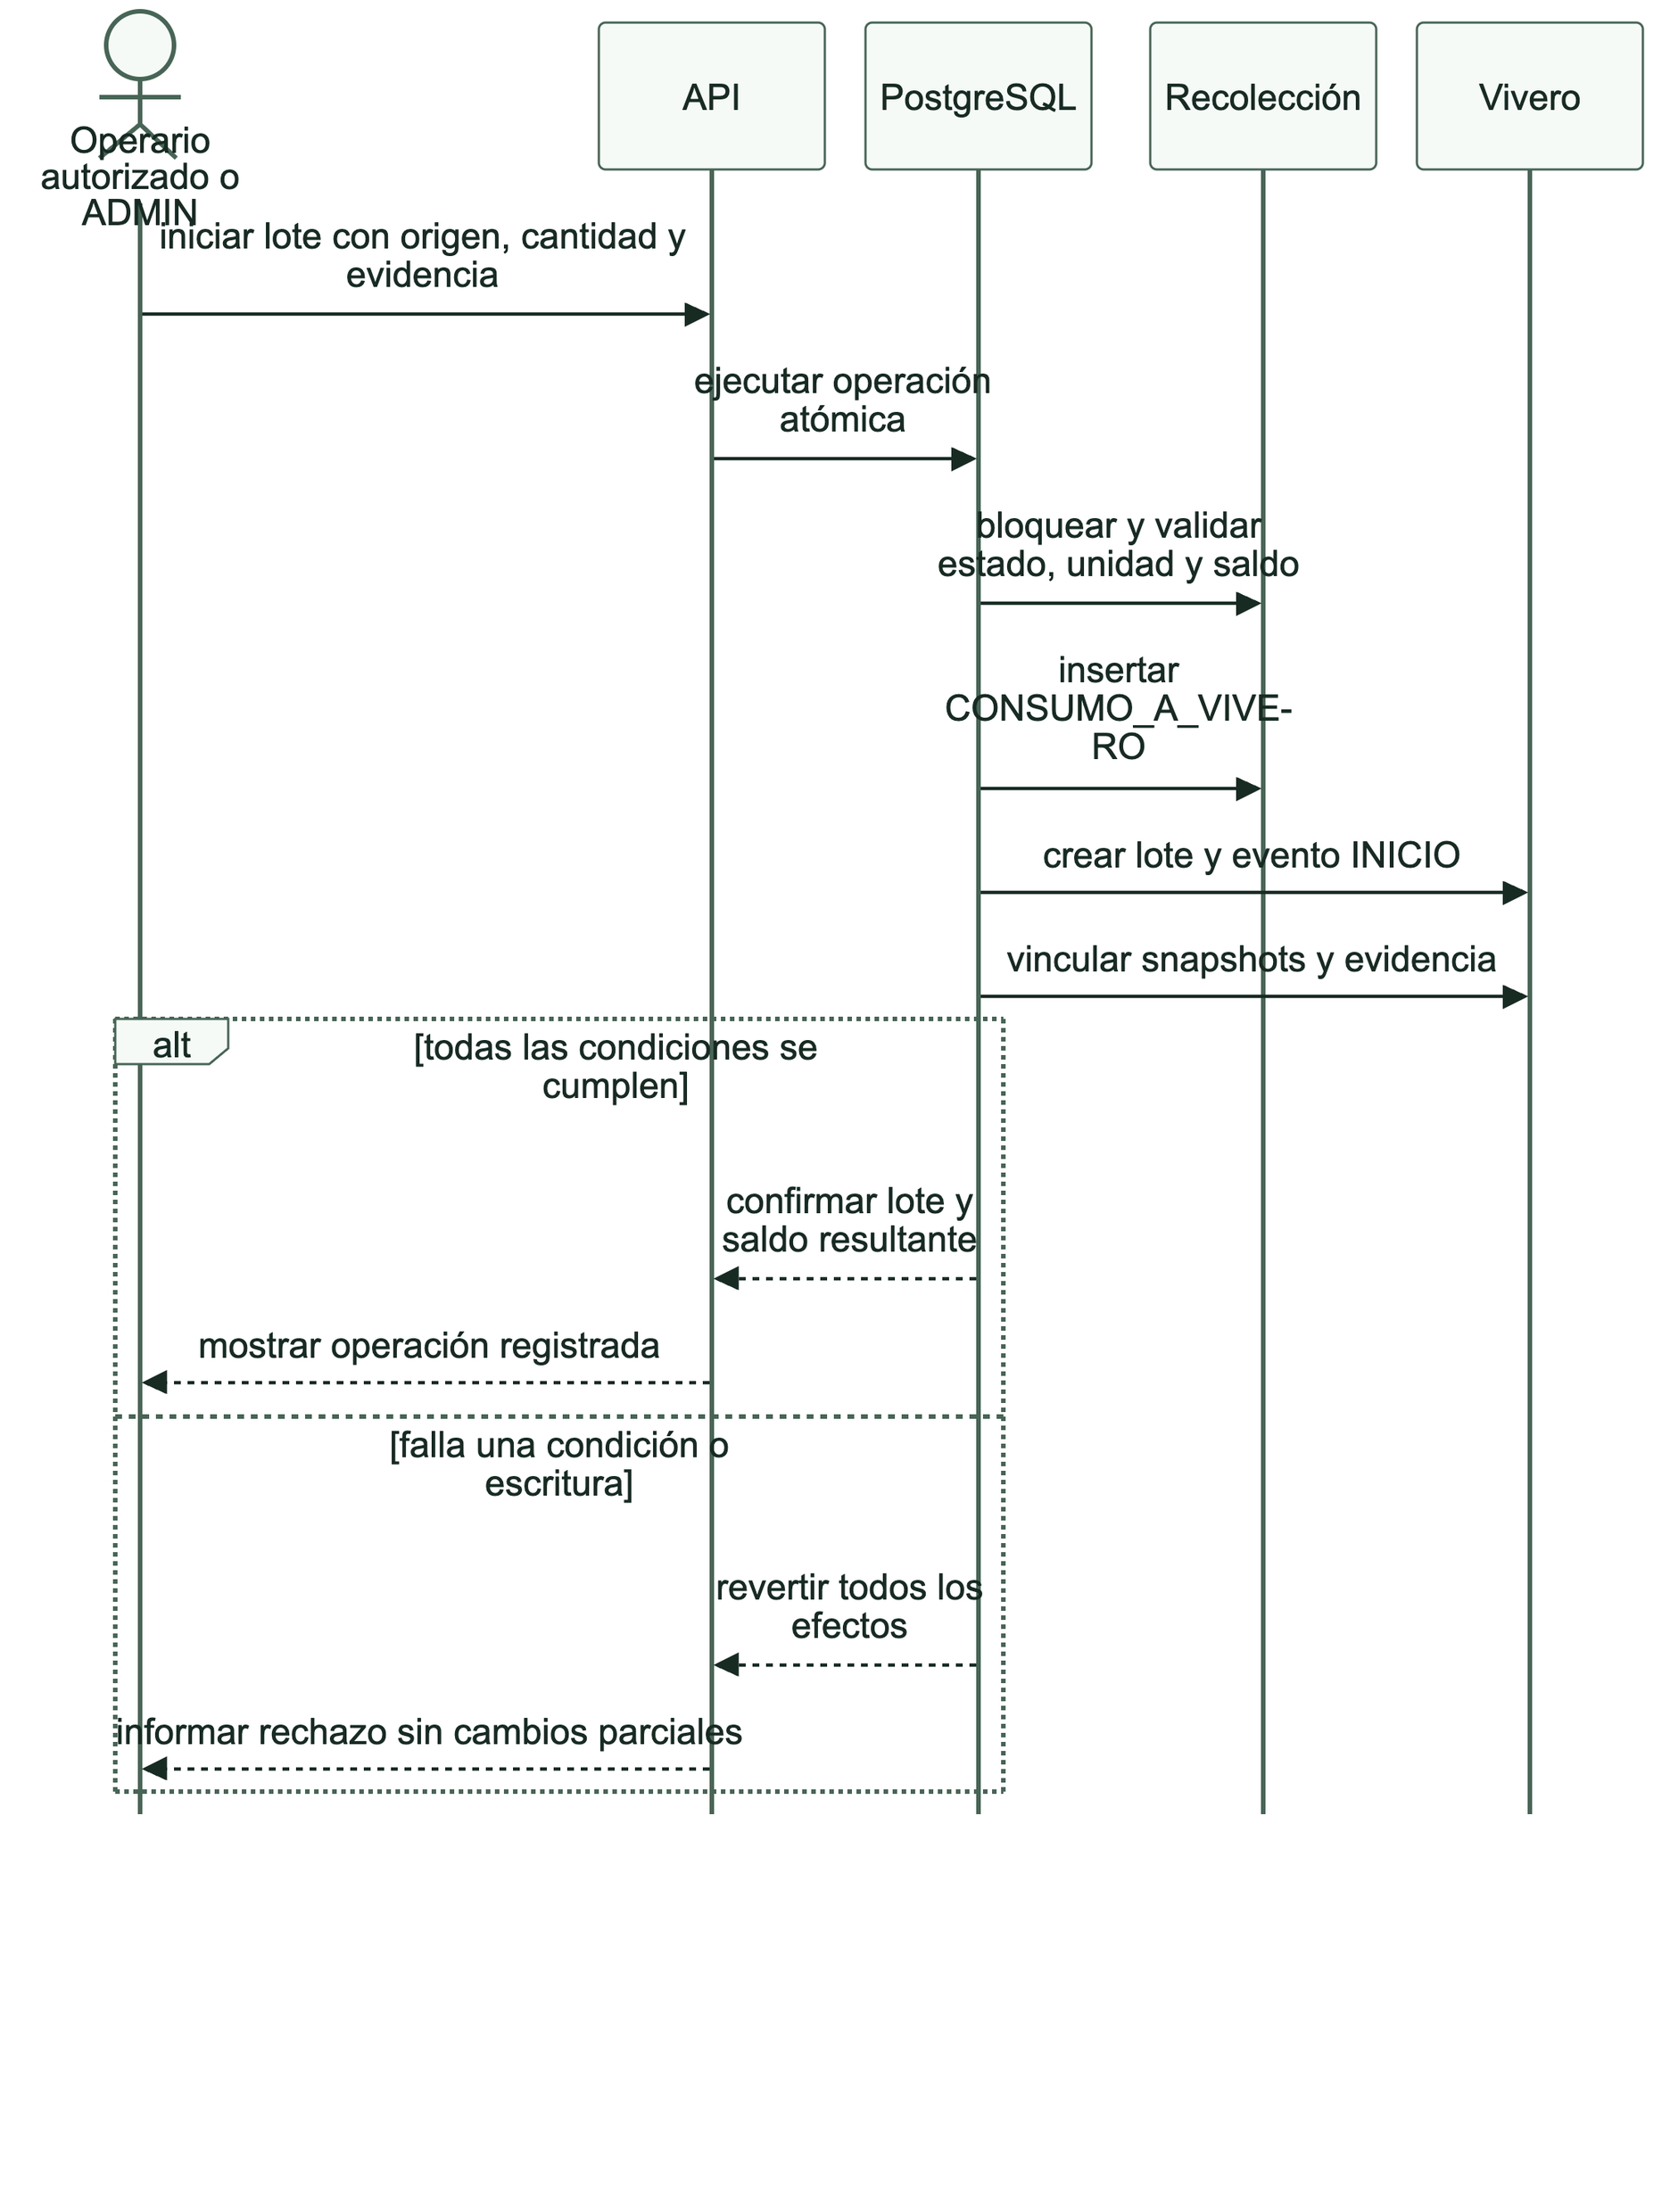 Operario
autorizado o
ADMIN
API
PostgreSQL
Recolección
Vivero
iniciar lote con origen, cantidad y
evidencia
ejecutar operación
atómica
bloquear y validar
estado, unidad y saldo
insertar
CONSUMO_A_VIVE-
RO
crear lote y evento INICIO
vincular snapshots y evidencia
alt
[todas las condiciones se
cumplen]
confirmar lote y
saldo resultante
mostrar operación registrada
[falla una condición o
escritura]
revertir todos los
efectos
informar rechazo sin cambios parciales